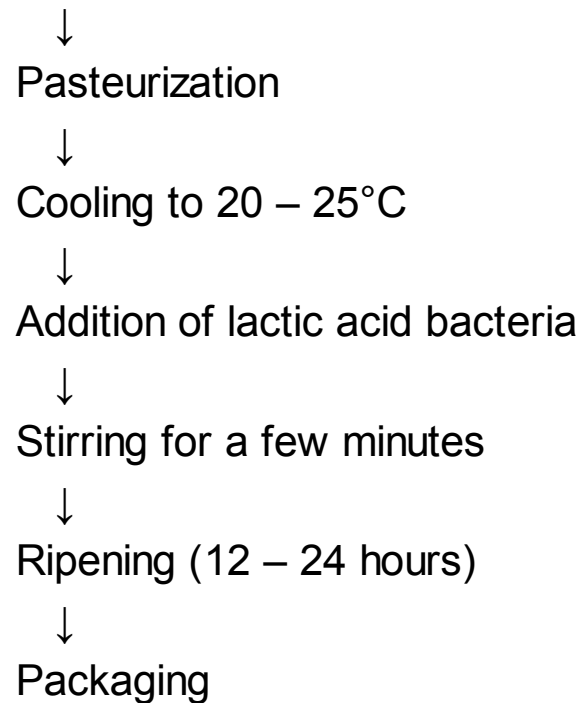 ↓
Pasteurization
↓
Cooling to 20 – 25°C
↓
Addition of lactic acid bacteria
↓
Stirring for a few minutes
↓
Ripening (12 – 24 hours)
↓
Packaging